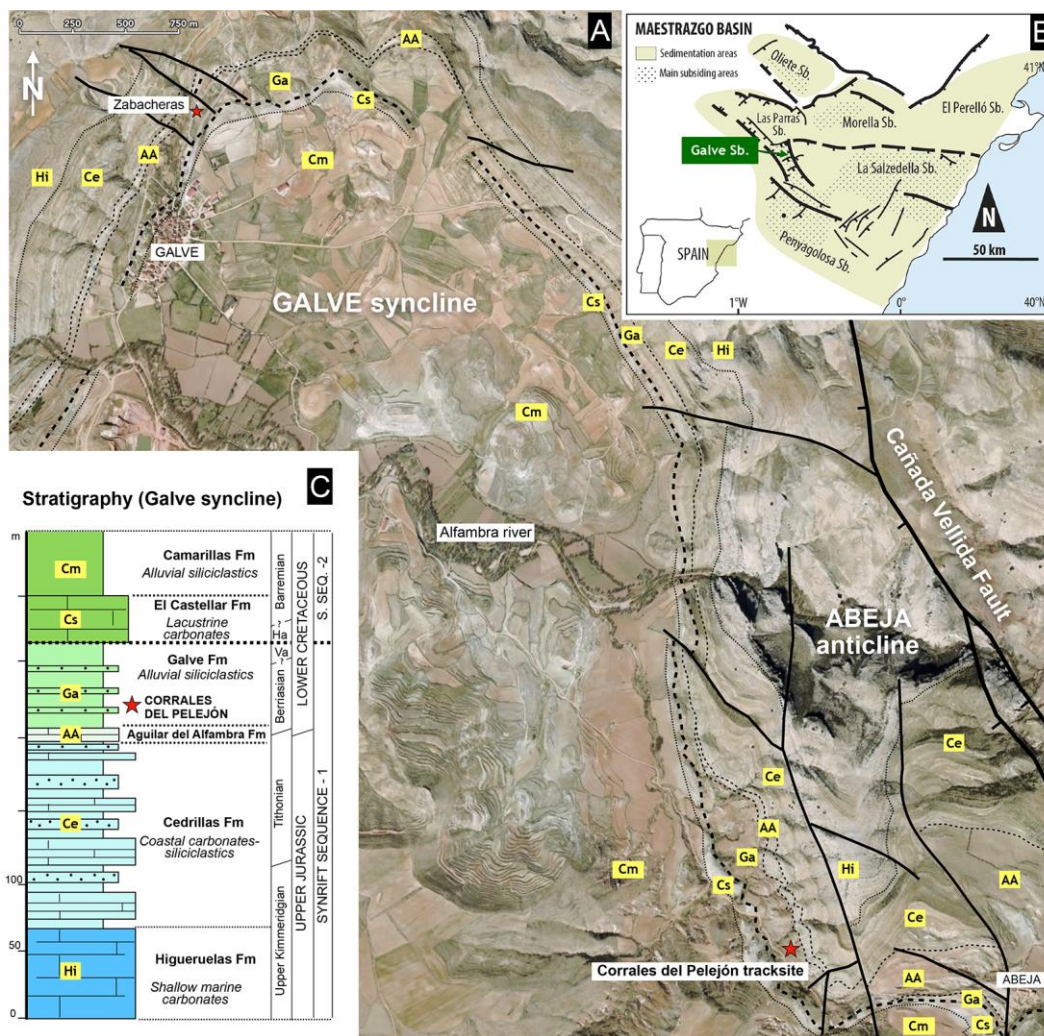 0 250 500 750 m
A
N
Zabacheras
AA
Ga
Cs
AA
Hi
Ce
Cm
GALVE
GALVE syncline
Cs
Ga
Ce
Hi
Cm
Cañada Vellida Fault
Alfambra river
ABEJA
anticline
Ce
Ce
AA
Ga
Hi
AA
Cm
Cs
Ce
Corrales del Pelejón tracksite
AA
ABEJA
Ga
Cm
Cs
MAESTRAZGO BASIN
Sedimentation areas
Main subsiding areas
Oliete Sb.
41°N
El Perelló Sb.
Las Parras
Sb.
Morella Sb.
Galve Sb.
La Salzedella Sb.
N
Penyagolosa Sb.
SPAIN
50 km
1°W
0°
40°N
C
Stratigraphy (Galve syncline)
m
Cm
Camarillas Fm
Alluvial siliciclastics
Barremian
S. SEQ. -2
Cs
El Castellar Fm
Lacustrine
carbonates
?
Ha
LOWER CRETACEOUS
Galve Fm
Alluvial siliciclastics
Va
?
Berriasian
Ga
CORRALES
DEL PELEJÓN
AA
Aguilar del Alfambra Fm
Ce
Cedrillas Fm
Coastal carbonates-
siliciclastics
Tithonian
UPPER JURASSIC
SYNRIFT SEQUENCE - 1
100
Upper Kimmeridgian
50
Hi
Higueruelas Fm
Shallow marine
carbonates
0